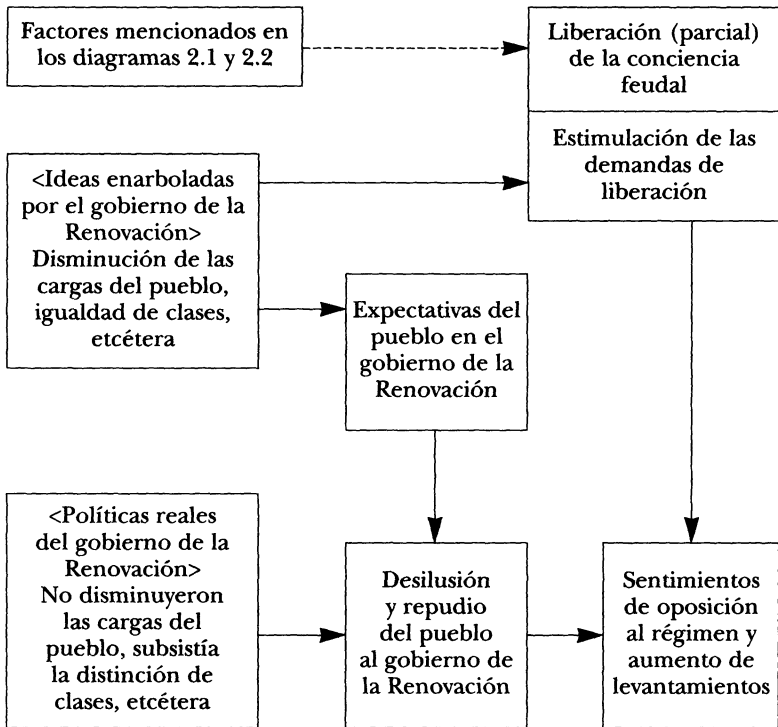 Factores mencionados en
los diagramas 2.1 y 2.2
Liberación (parcial)
de la conciencia
feudal
Estimulación de las
demandas de
liberación
<Ideas enarboladas
por el gobierno de la
Renovación>
Disminución de las
cargas del pueblo,
igualdad de clases,
etcétera
Expectativas del
pueblo en el
gobierno de la
Renovación
<Políticas reales
del gobierno de la
Renovación>
No disminuyeron
las cargas del
pueblo, subsistía
la distinción de
clases, etcétera
Desilusión
y repudio
del pueblo
al gobierno de
la Renovación
Sentimientos
de oposición
al régimen y
aumento de
levantamientos